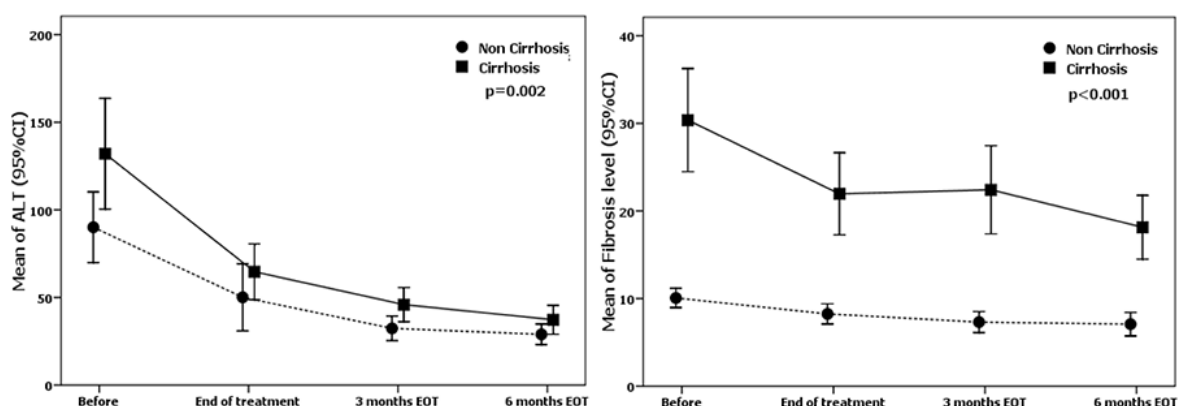 Mean of ALT (95%CI)
200
150
100
50
0
Non Cirrhosis
Cirrhosis
p=0.002
Before
End of treatment
3 months EOT
6 months EOT
Mean of Fibrosis level (95%CI)
40
30
20
10
0
Non Cirrhosis
Cirrhosis
p<0.001
Before
End of treatment
3 months EOT
6 months EOT